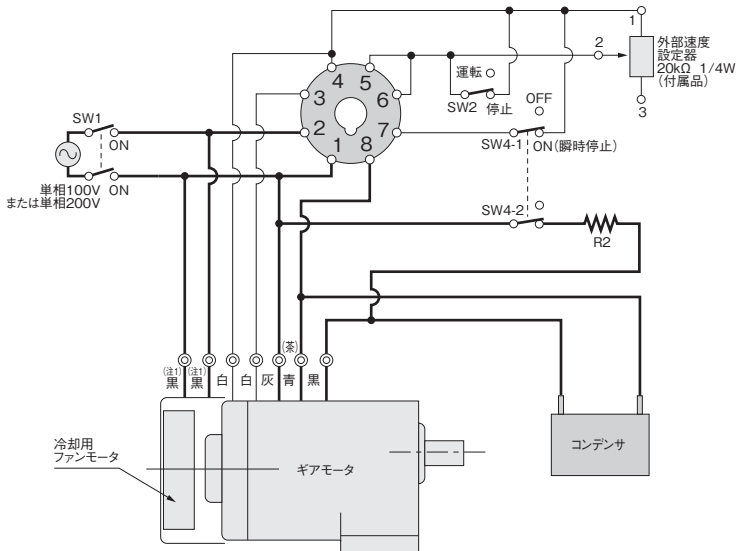 1
外部速度
設定器
20kΩ 1/4W
(付属品)
2
3
4
5
運転
SW2 停止
3
6
OFF
SW1
ON
2
7
SW4-1 ON(瞬時停止)
1
8
単相100V ON
または単相200V
SW4-2
R2
(注1)
黒
(注1)
黒
白
白
灰
青
(茶)
黒
コンデンサ
冷却用
ファンモータ
ギアモータ